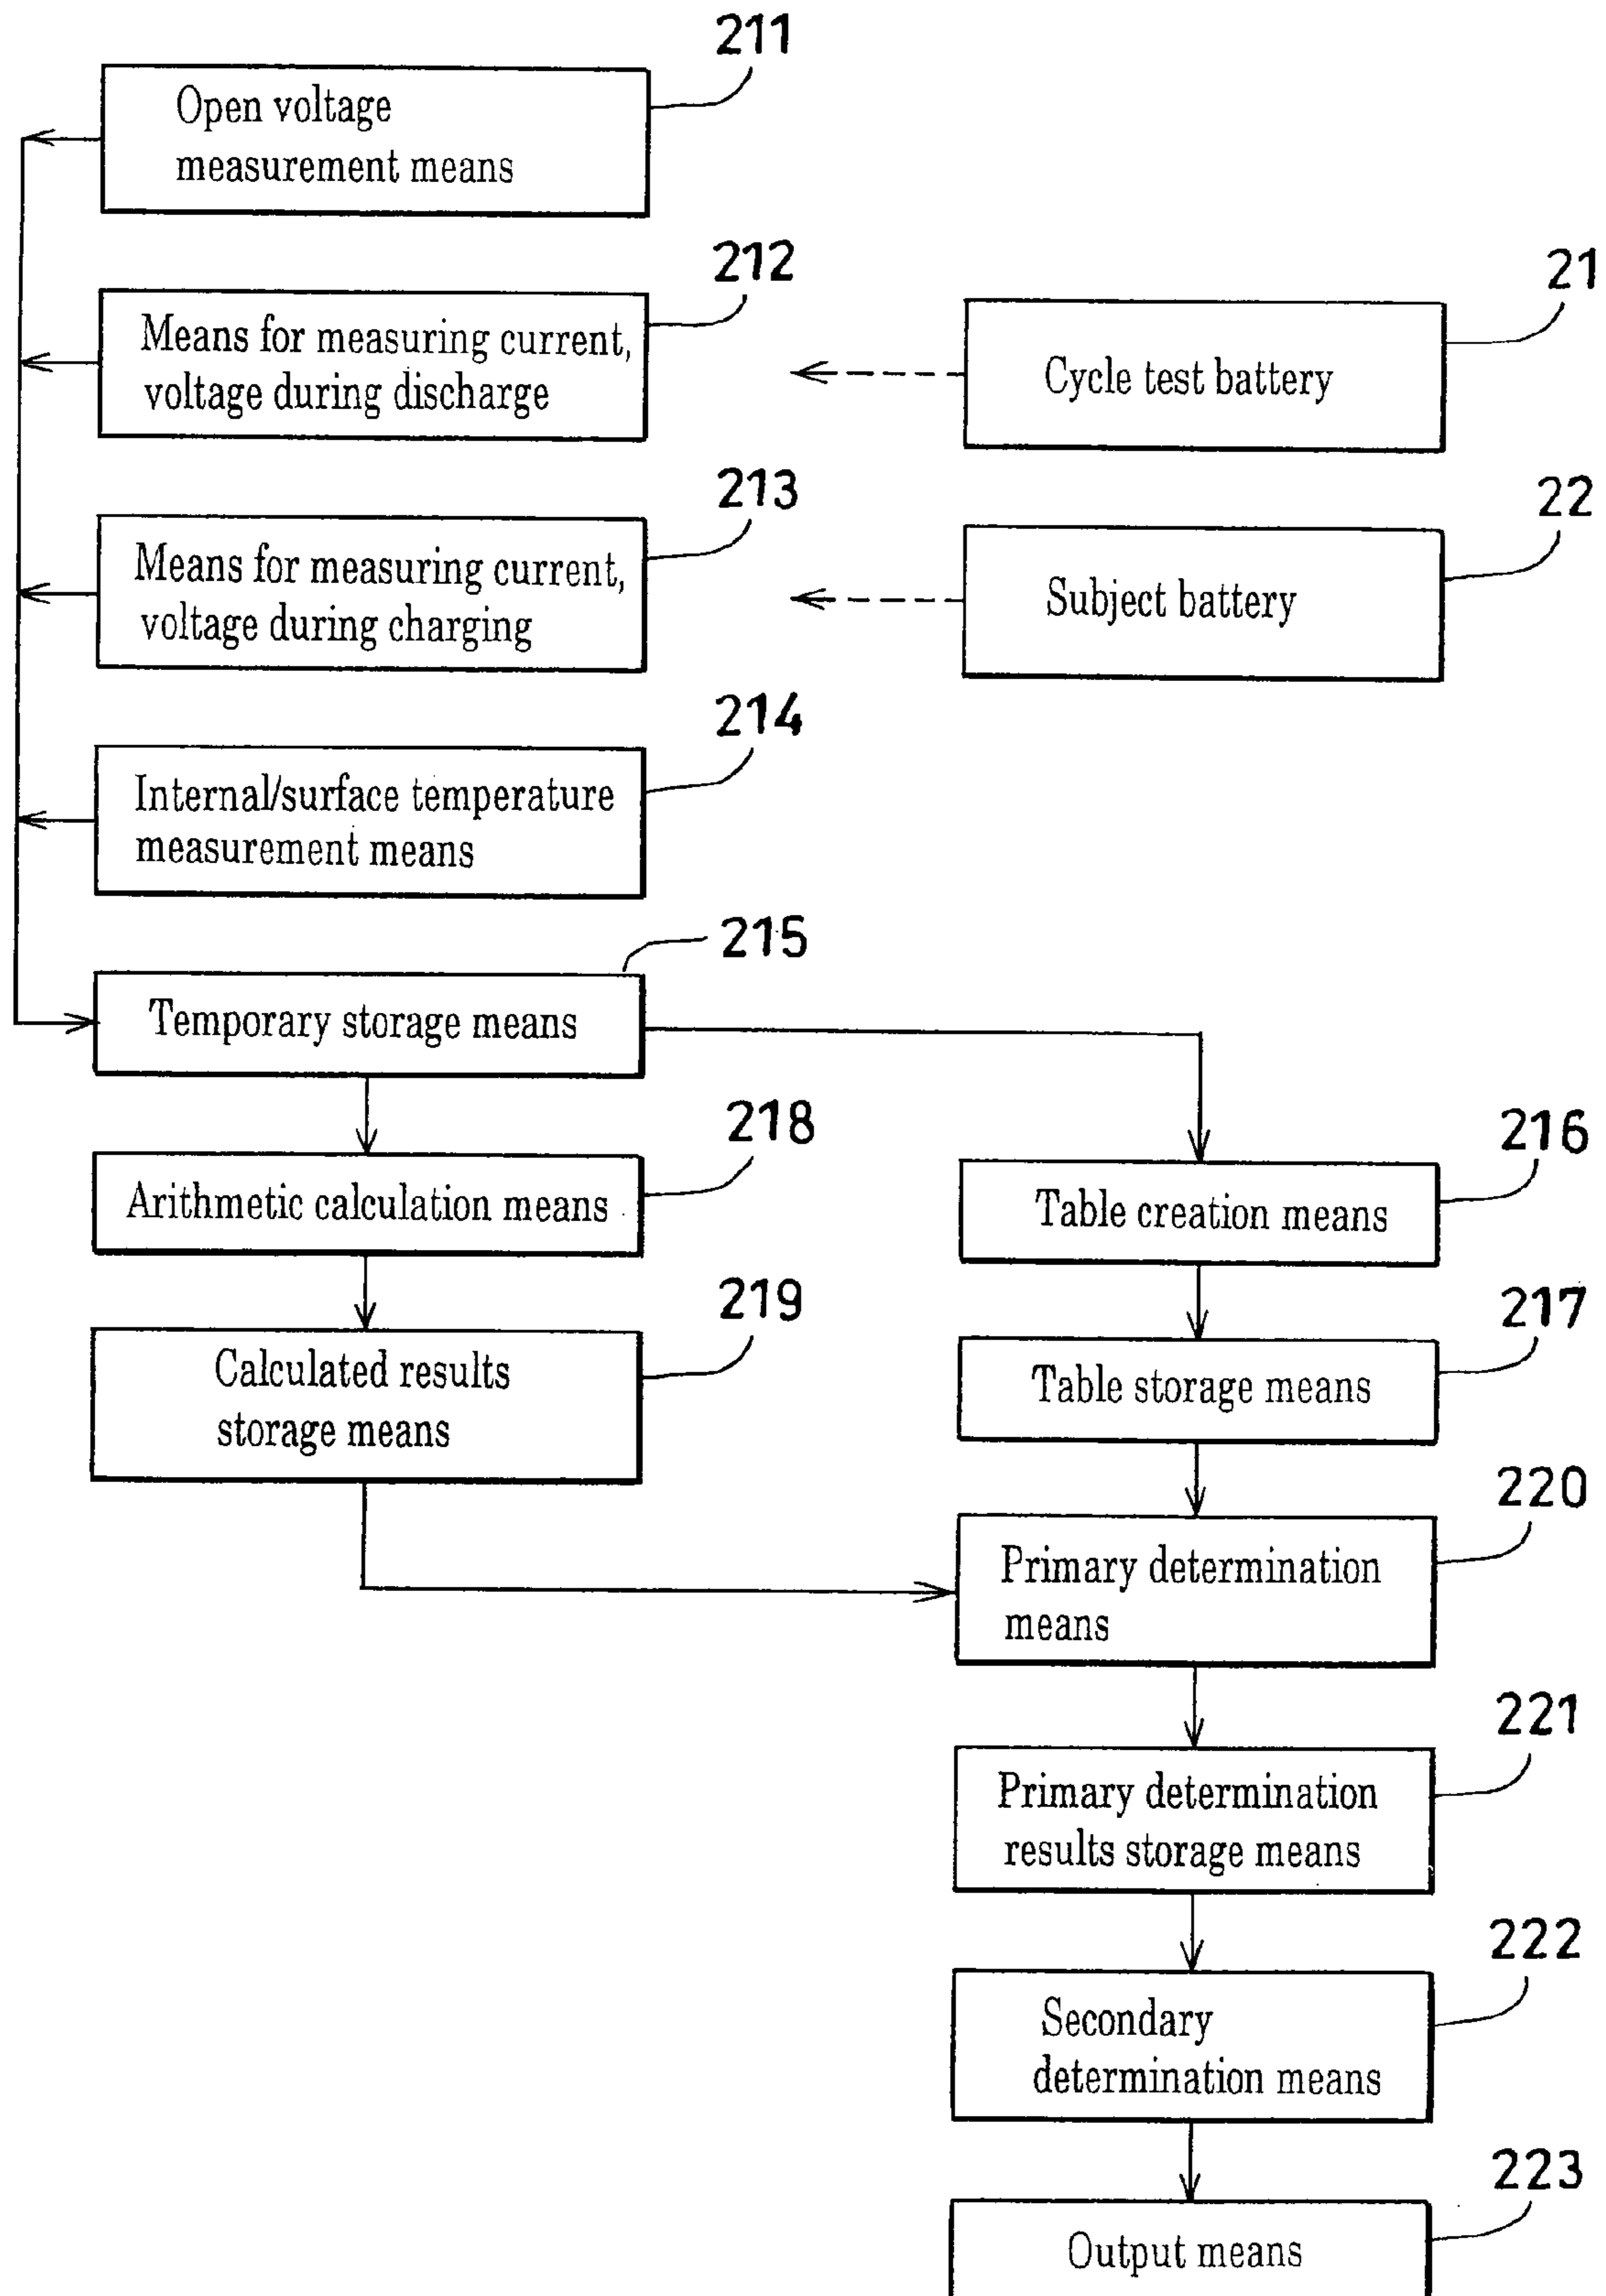 211
Open voltage
measurement means
212
Means for measuring current,
voltage during discharge
21
Cycle test battery
213
Means for measuring current,
voltage during charging
22
Subject battery
214
Internal/surface temperature
measurement means
215
Temporary storage means
218
Arithmetic calculation means
216
Table creation means
219
Calculated results
storage means
217
Table storage means
220
Primary determination
means
221
Primary determination
results storage means
222
Secondary
determination means
223
Output means